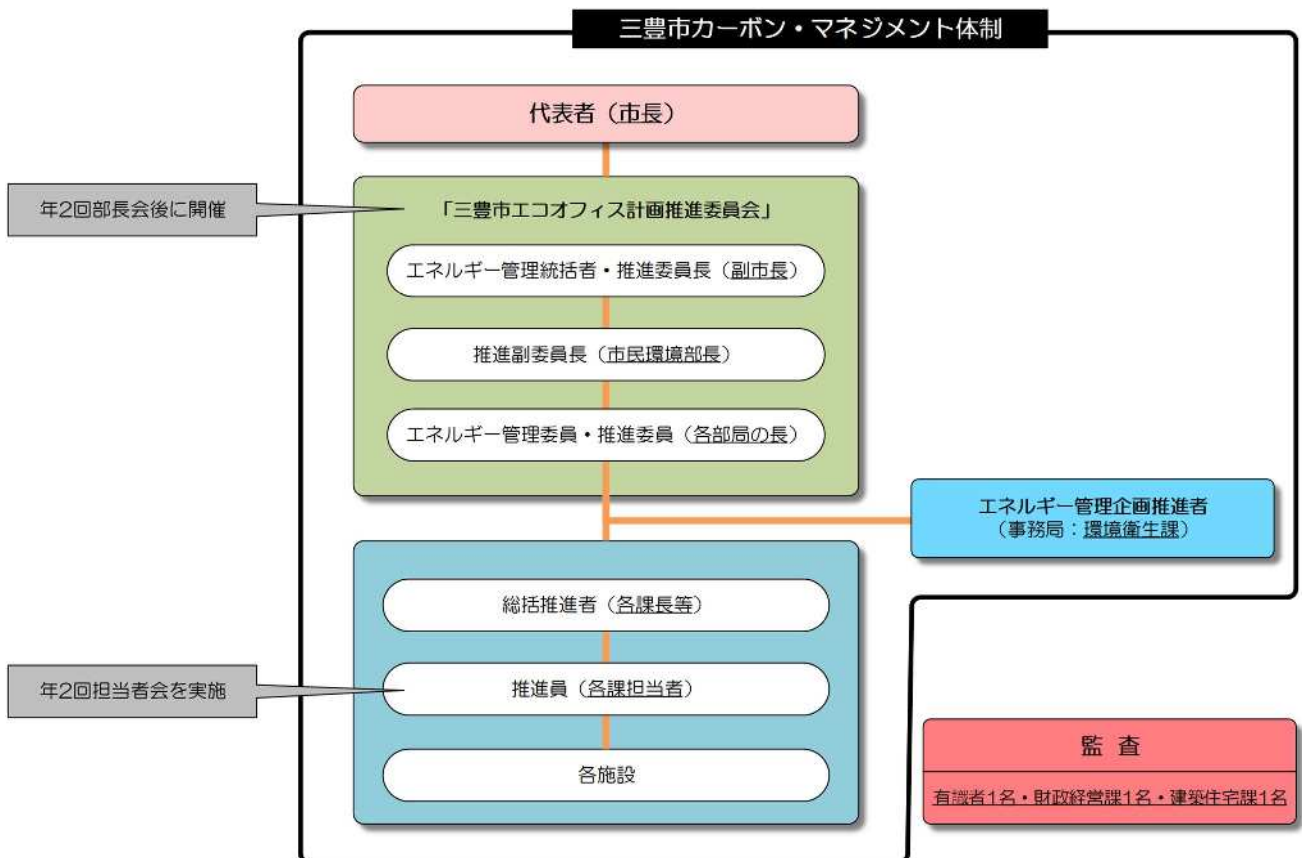 三豊市カーボン・マネジメント体制
代表者（市長）
年2回部長会後に開催
「三豊市エコオフィス計画推進委員会」
エネルギー管理統括者・推進委員長（副市長）
推進副委員長（市民環境部長）
エネルギー管理委員・推進委員（各部局の長）
エネルギー管理企画推進者
（事務局：環境衛生課）
総括推進者（各課長等）
年2回担当者会を実施
推進員（各課担当者）
各施設
監 査
有識者1名・財政経営課1名・建築住宅課1名